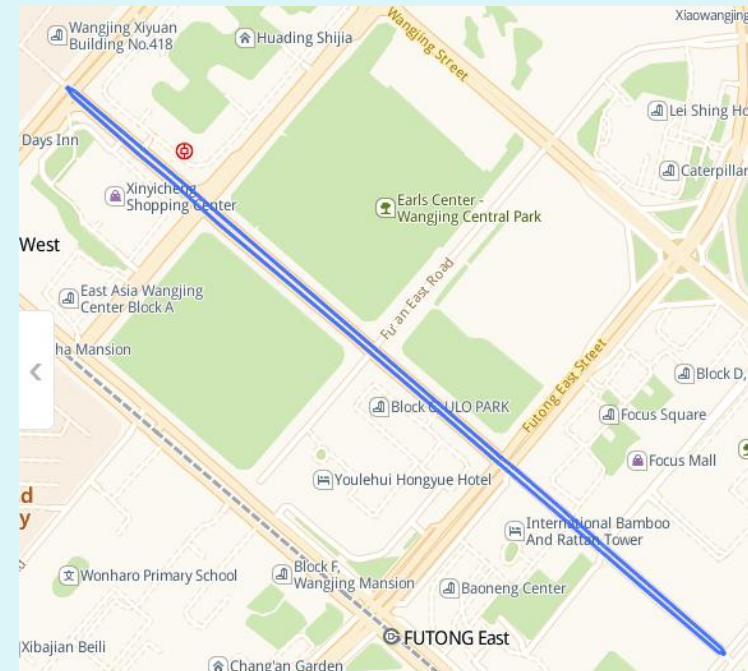 Wangjing Xiyuan
Building No.418
Huading Shijia
Wangjing Street
Xiaowangjing
Lei Shing Ho
Days Inn
Caterpillar
Xinyicheng
Shopping Center
Earls Center -
Wangjing Central Park
West
East Asia Wangjing
Center Block A
Fu'an East Road
ha Mansion
Futong East Street
Block D,
Block C, ULO PARK
Focus Square
Focus Mall
Youlehui Hongyue Hotel
d
y
International Bamboo
And Rattan Tower
Wonharo Primary School
Block F,
Wangjing Mansion
Baoneng Center
FUTONG East
Xibajian Beili
Chang'an Garden